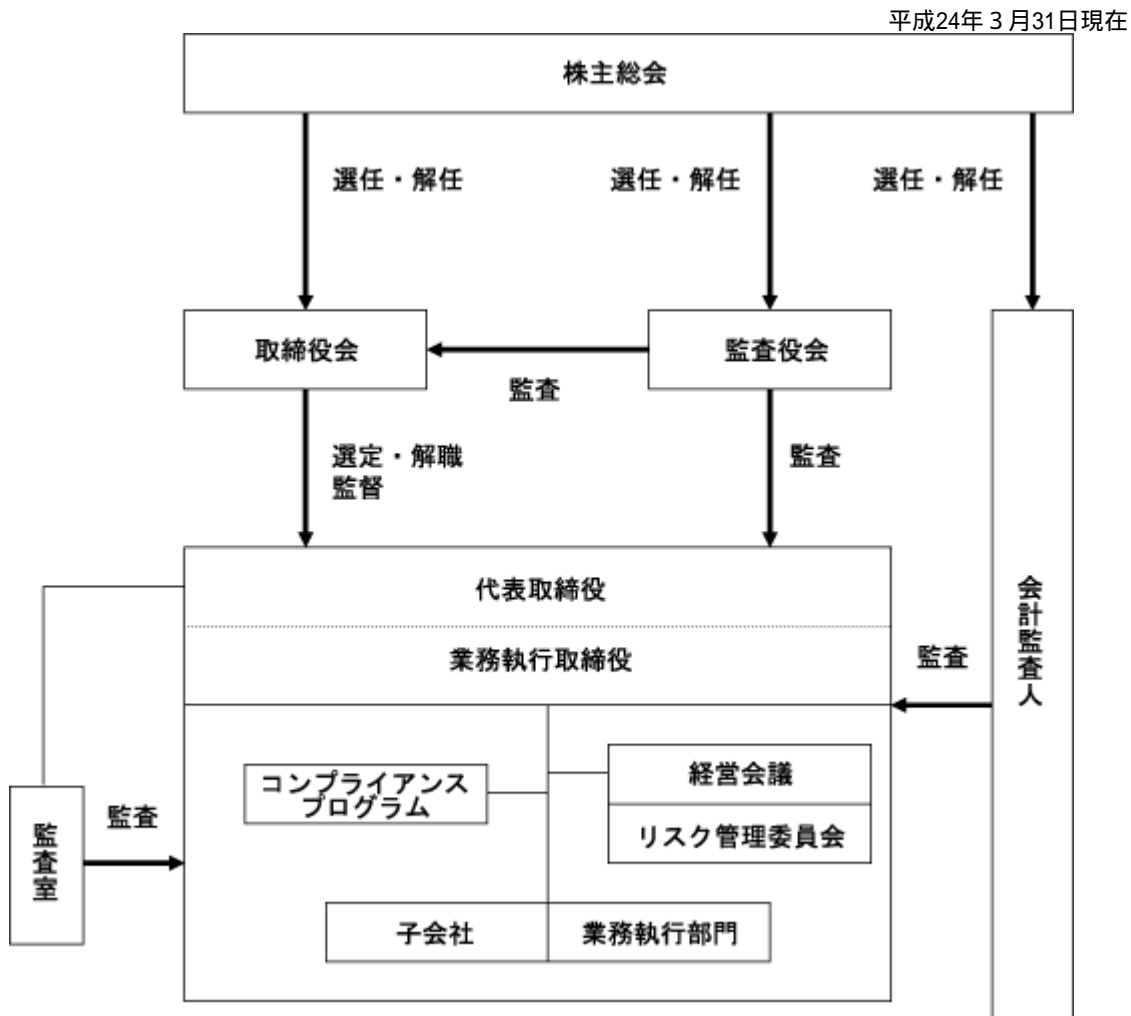 平成24年３月31日現在
株主総会
選任・解任
選任・解任
選任・解任
取締役会
監査役会
監査
選定・解職
監督
監査
代表取締役
業務執行取締役
会計監査人
監査
コンプライアンス
プログラム
経営会議
リスク管理委員会
監査
監査室
子会社
業務執行部門